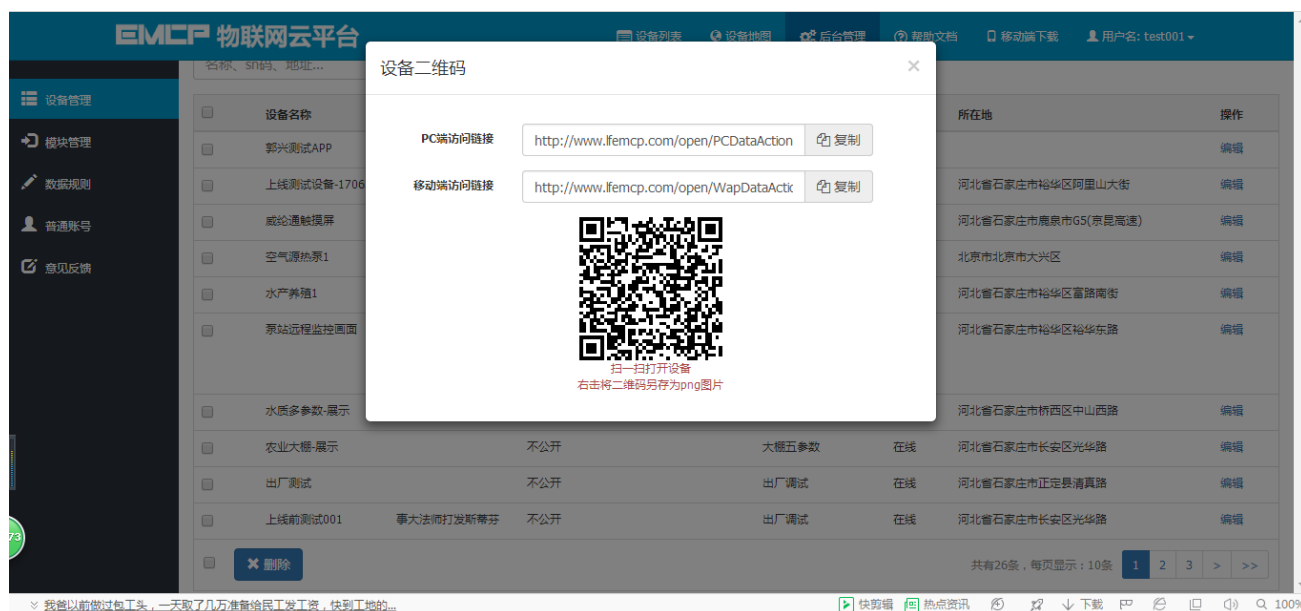 EMCP 物联网云平台
设备列表 设备地图 后台管理 帮助文档 移动端下载 用户名: test001
名称、sn码、地址...
设备二维码 ×
设备管理
模块管理
数据规则
普通账号
意见反馈
设备名称 所在地 操作
PC端访问链接 http://www.lfemcp.com/open/PCDataAction 复制
郭兴测试APP 编辑
移动端访问链接 http://www.lfemcp.com/open/WapDataActic 复制
上线测试设备-1706 河北省石家庄市裕华区阿里山大街 编辑
威纶通触摸屏 河北省石家庄市鹿泉市G5(京昆高速) 编辑
空气源热泵1 北京市北京市大兴区 编辑
水产养殖1 河北省石家庄市裕华区富路南街 编辑
泵站远程监控画面 河北省石家庄市裕华区裕华东路 编辑
扫一扫打开设备
右击将二维码另存为png图片
水质多参数-展示 河北省石家庄市桥西区中山西路 编辑
农业大棚-展示 不公开 大棚五参数 在线 河北省石家庄市长安区光华路 编辑
出厂测试 不公开 出厂调试 在线 河北省石家庄市正定县清真路 编辑
上线前测试001 事大法师打发斯蒂芬 不公开 出厂调试 在线 河北省石家庄市长安区光华路 编辑
73
删除 共有26条，每页显示：10条 1 2 3 > >>
我爸以前做过包工头，一天取了几万准备给民工发工资，快到工地的... 快剪辑 热点资讯 下载 100%